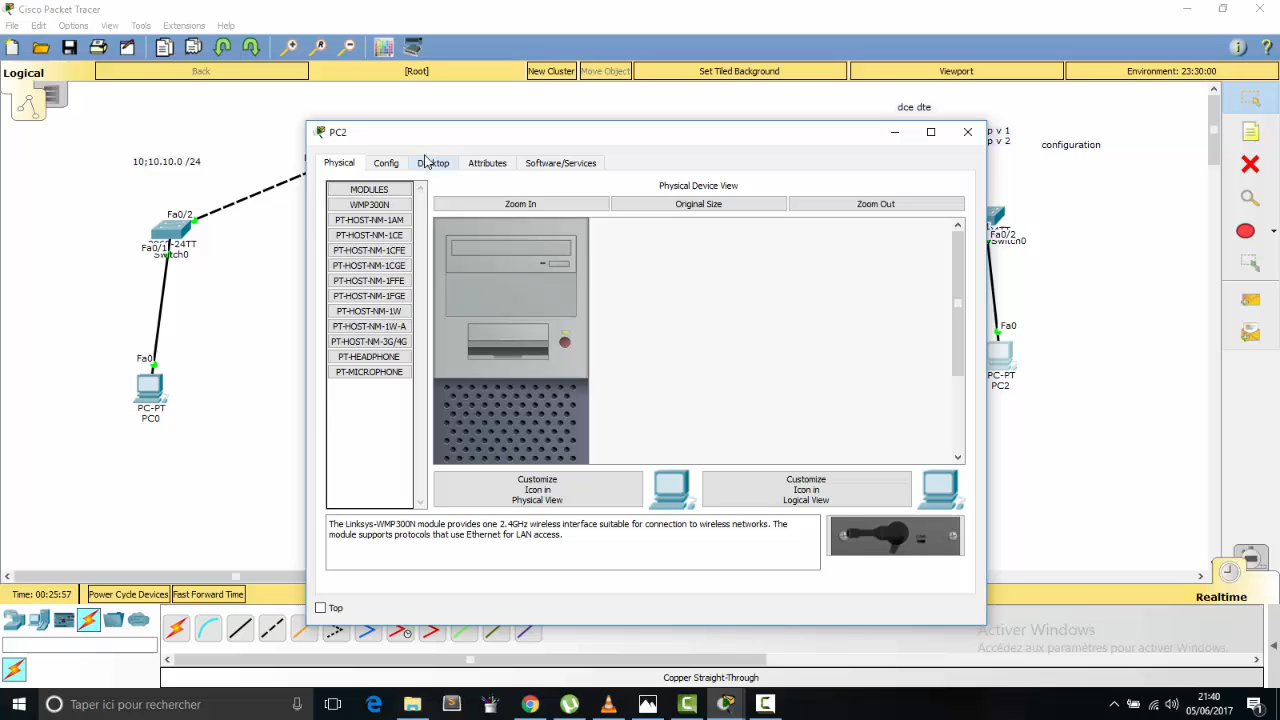 Cisco Packet Tracer
File Edit Options View Tools Extensions Help
Logical
Back
[Root]
New Cluster
Move Object
Set Tiled Background
Viewport
Environment: 23:30:00
dce dte
p v 1
p v 2
configuration
10;10.10.0 /24
Fa0/2
24TT
Fa0/1
Switch0
Fa0
PC-PT
PC0
Fa0/2
Switch0
Fa0
PC-PT
PC2
PC2
Physical Config Desktop Attributes Software/Services
MODULES
WMP300N
PT-HOST-NM-1AM
PT-HOST-NM-1CE
PT-HOST-NM-1CFE
PT-HOST-NM-1CGE
PT-HOST-NM-1FFE
PT-HOST-NM-1FGE
PT-HOST-NM-1W
PT-HOST-NM-1W-A
PT-HOST-NM-3G/4G
PT-HEADPHONE
PT-MICROPHONE
Physical Device View
Zoom In
Original Size
Zoom Out
Customize
Icon in
Physical View
Customize
Icon in
Logical View
The Linksys-WMP300N module provides one 2.4GHz wireless interface suitable for connection to wireless networks. The
module supports protocols that use Ethernet for LAN access.
Top
Time: 00:25:57
Power Cycle Devices
Fast Forward Time
Realtime
Activer Windows
Accédez aux paramètres pour activer Windows.
Copper Straight-Through
Taper ici pour rechercher
21:40
05/06/2017